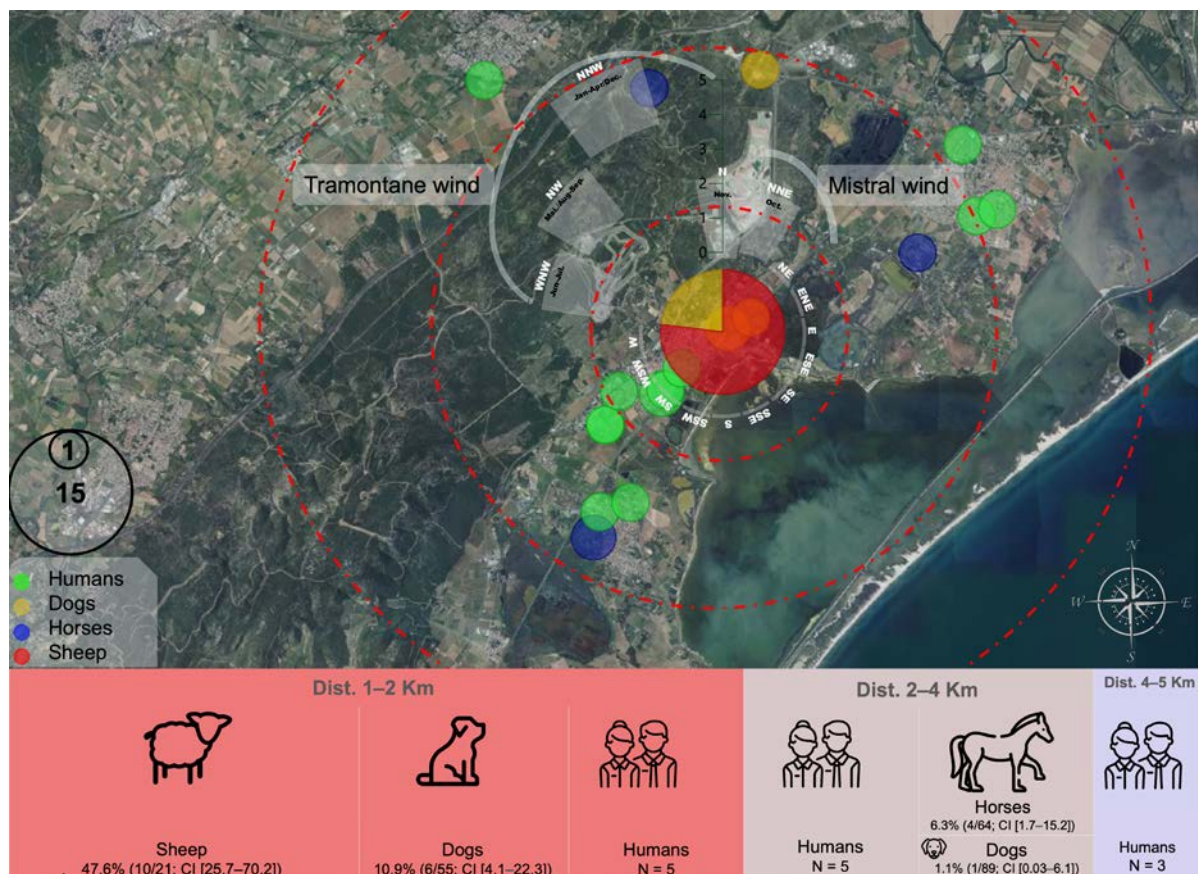 NNW
Jan-Apr/Dec.
5
4
3
2
1
0
Tramontane wind
Mistral wind
NW
Mai.-Aug-Sep.
N
Nov.
NNE
Oct.
WNW
Jun-Jul.
NE
ENE
E
ESE
SE
SSE
S
SSW
SW
WSW
W
1
15
Humans
Dogs
Horses
Sheep
N
W
E
S
Dist. 1–2 Km
Dist. 2–4 Km
Dist. 4–5 Km
Sheep
47.6% (10/21; CI [25.7–70.2])
Dogs
10.9% (6/55; CI [4.1–22.3])
Humans
N = 5
Humans
N = 5
Horses
6.3% (4/64; CI [1.7–15.2])
Dogs
1.1% (1/89; CI [0.03–6.1])
Humans
N = 3